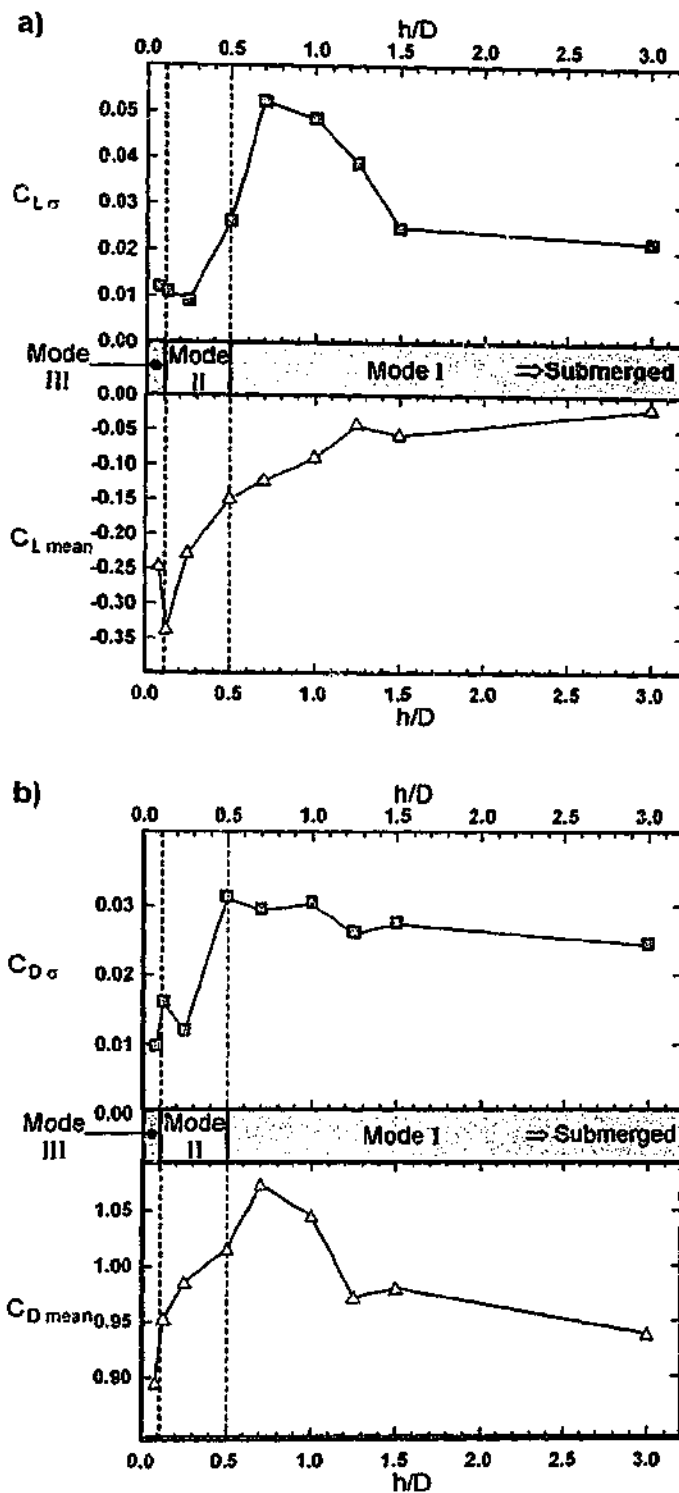 a)
h/D
0.0 0.5 1.0 1.5 2.0 2.5 3.0
0.05
0.04
C L σ
0.03
0.02
0.01
0.00
Mode III
Mode II
Mode I
⇒ Submerged
0.00
-0.05
-0.10
-0.15
C L mean
-0.20
-0.25
-0.30
-0.35
0.0 0.5 1.0 1.5 2.0 2.5 3.0
h/D
b)
h/D
0.0 0.5 1.0 1.5 2.0 2.5 3.0
0.03
C D σ
0.02
0.01
0.00
Mode III
Mode II
Mode I
⇒ Submerged
1.05
1.00
C D mean
0.95
0.90
0.0 0.5 1.0 1.5 2.0 2.5 3.0
h/D